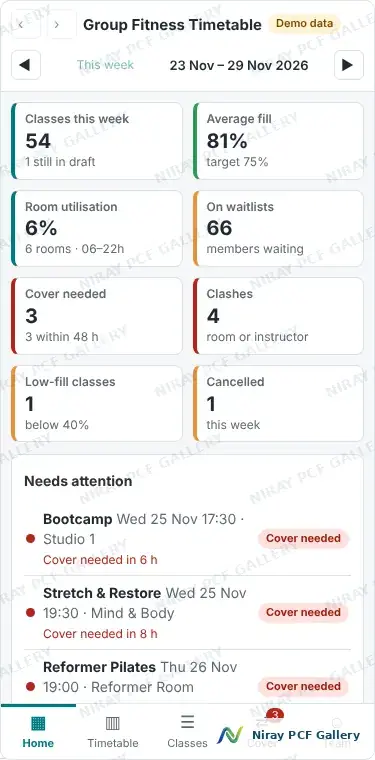 Group Fitness Timetable
Demo data
This week
23 Nov – 29 Nov 2026
Classes this week
54
1 still in draft
Average fill
81%
target 75%
Room utilisation
6%
6 rooms · 06–22h
On waitlists
66
members waiting
Cover needed
3
3 within 48 h
Clashes
4
room or instructor
Low-fill classes
1
below 40%
Cancelled
1
this week
Needs attention
Bootcamp Wed 25 Nov 17:30 ·
Studio 1
Cover needed in 6 h
Cover needed
Stretch & Restore Wed 25 Nov
19:30 · Mind & Body
Cover needed in 8 h
Cover needed
Reformer Pilates Thu 26 Nov
19:00 · Reformer Room
Cover needed
Home
Timetable
Classes
3
Cover
Team
Niray PCF Gallery
NIRAY PCF GALLERY